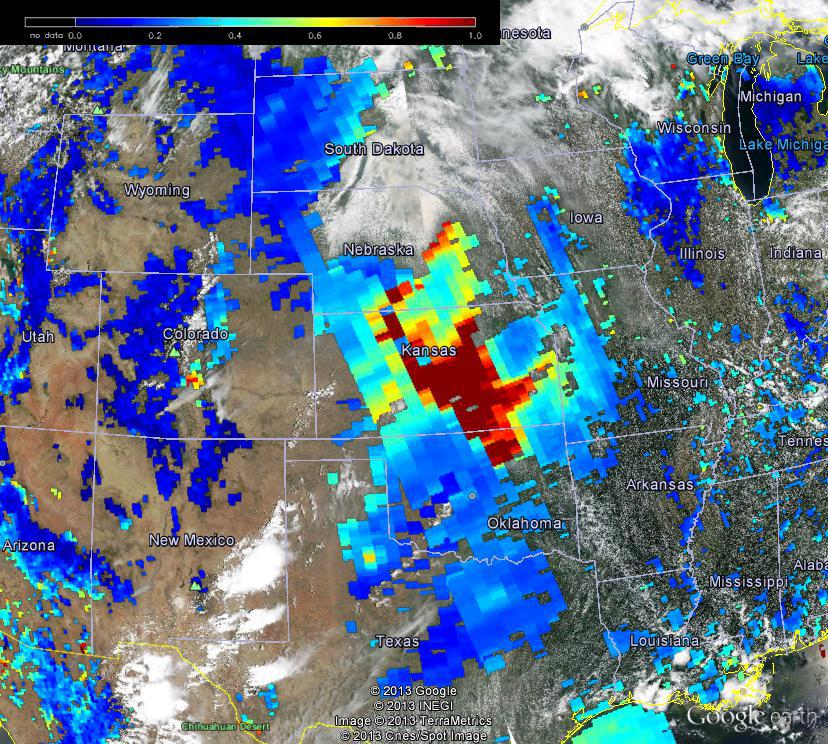 no data 0.0 0.2 0.4 0.6 0.8 1.0
Montana
nesota
Green Bay
Lake
ky Mountains
Michigan
Wisconsin
South Dakota
Lake Michiga
Wyoming
Iowa
Nebraska
Illinois
Indiana
Utah
Colorado
Kansas
Missouri
Tennes
Arkansas
Oklahoma
Arizona
New Mexico
Alaba
Mississippi
Texas
Louisiana
© 2013 Google
© 2013 INEGI
Image © 2013 TerraMetrics
© 2013 Cnes/Spot Image
Chihuahuan Desert
Google earth